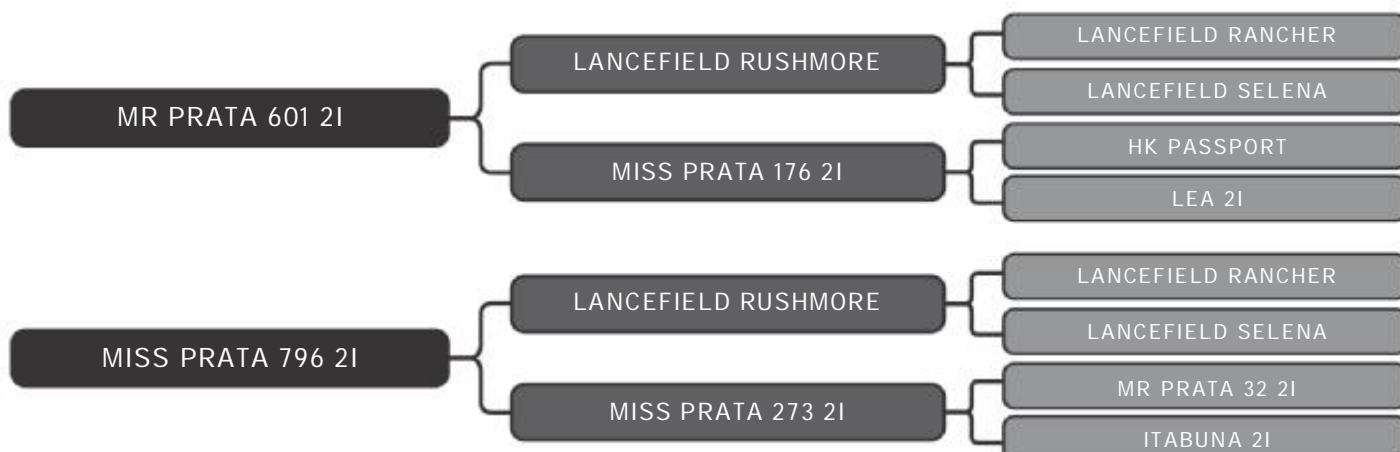 LANCEFIELD RANCHER
LANCEFIELD RUSHMORE
LANCEFIELD SELENA
MR PRATA 601 2I
HK PASSPORT
MISS PRATA 176 2I
LEA 2I
LANCEFIELD RANCHER
LANCEFIELD RUSHMORE
LANCEFIELD SELENA
MISS PRATA 796 2I
MR PRATA 32 2I
MISS PRATA 273 2I
ITABUNA 2I